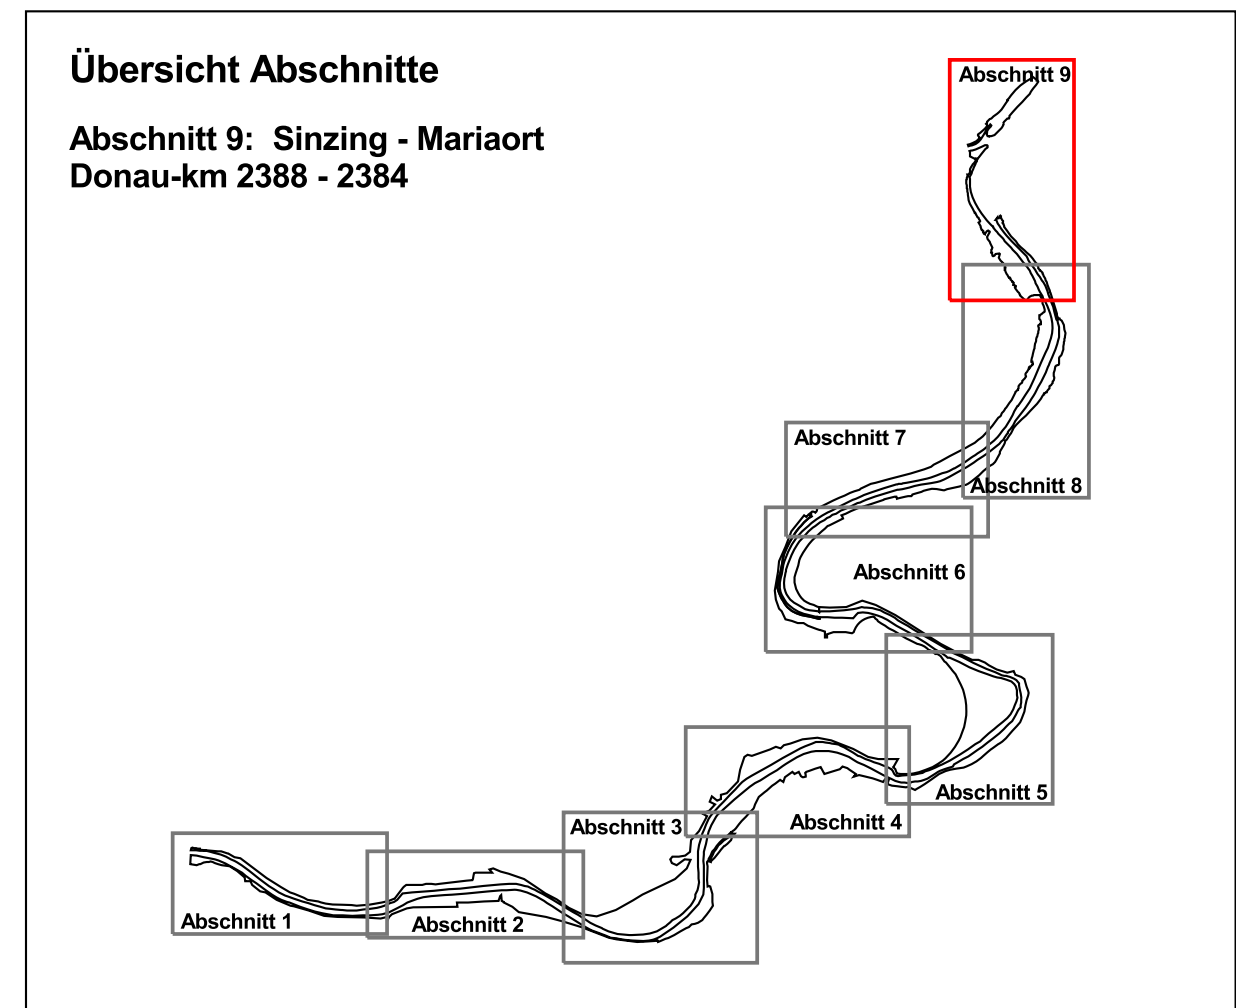 Übersicht Abschnitte
Abschnitt 9: Sinzing - Mariaort
Donau-km 2388 - 2384
Abschnitt 9
Abschnitt 7
Abschnitt 8
Abschnitt 6
Abschnitt 5
Abschnitt 4
Abschnitt 3
Abschnitt 2
Abschnitt 1